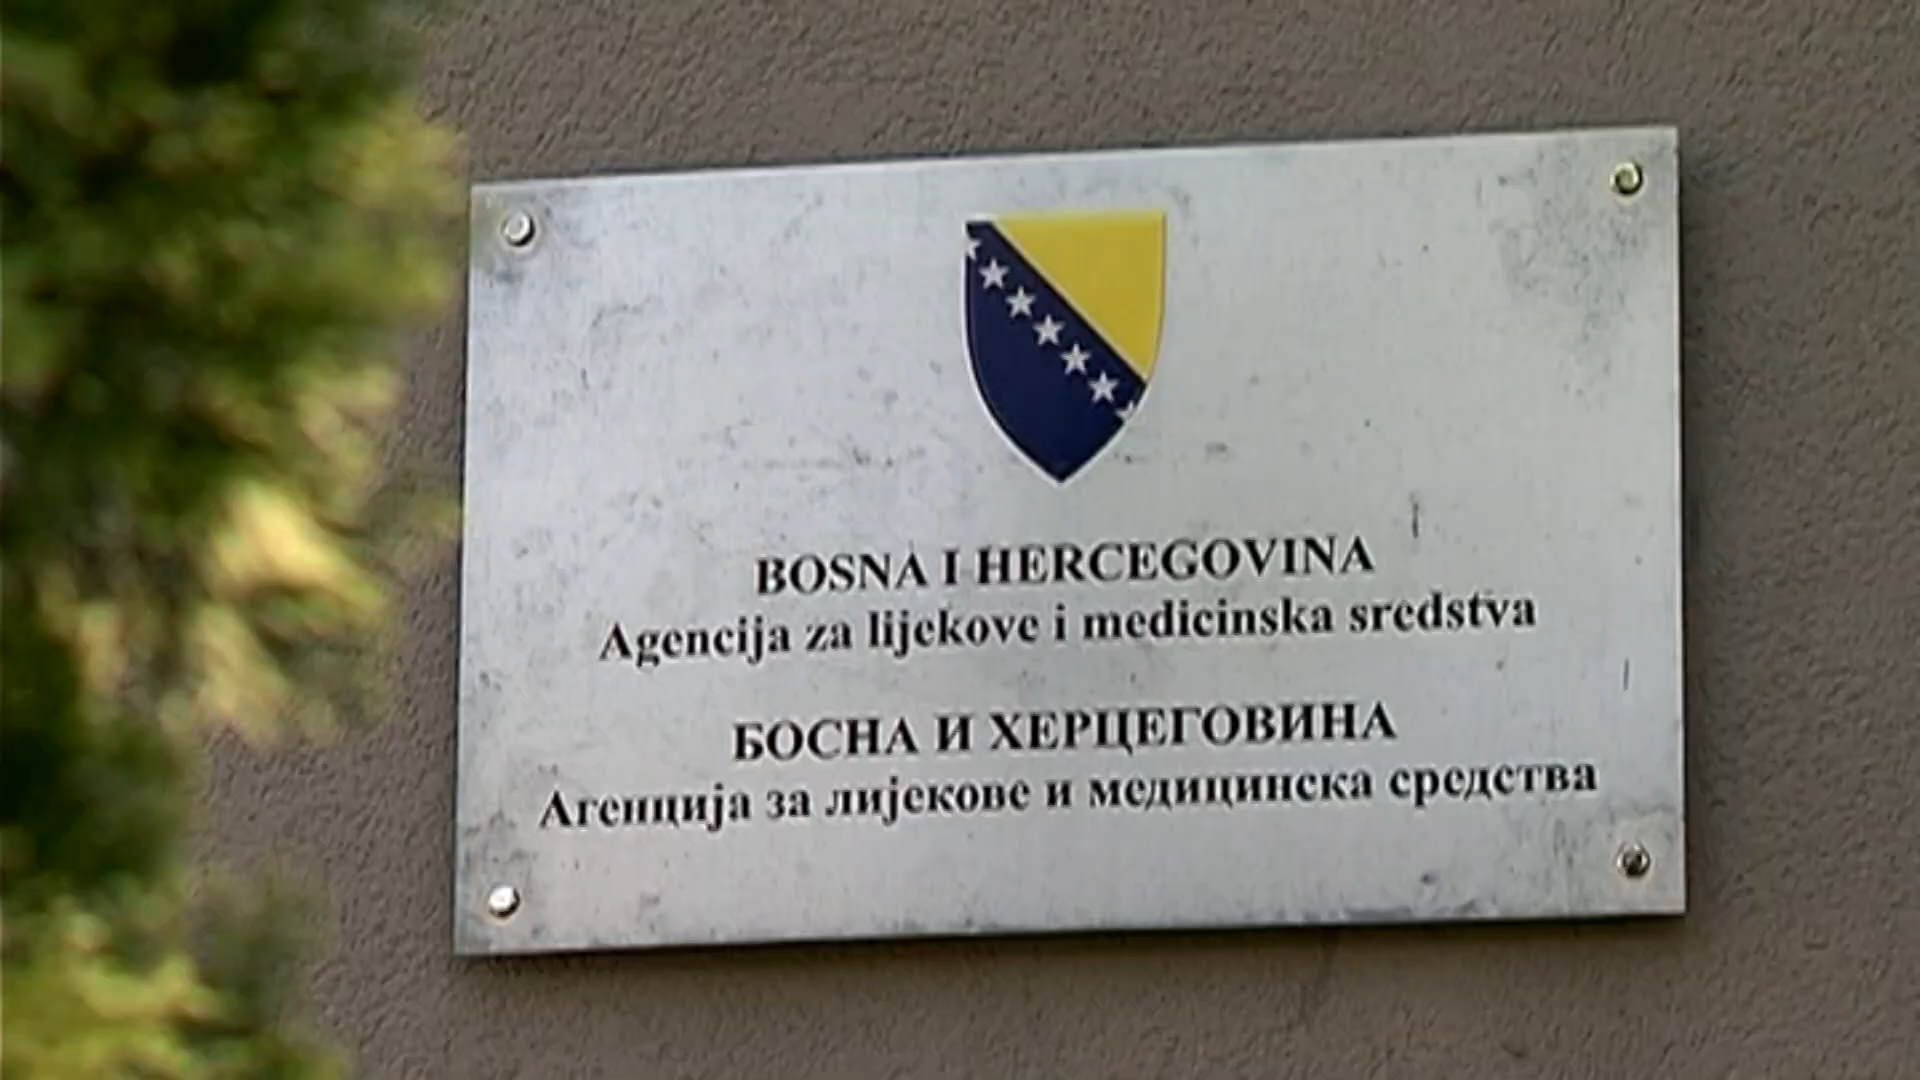 BOSNA I HERCEGOVINA
Agencija za lijekove i medicinska sredstva
БОСНА И ХЕРЦЕГОВИНА
Агенција за лијекове и медицинска средства